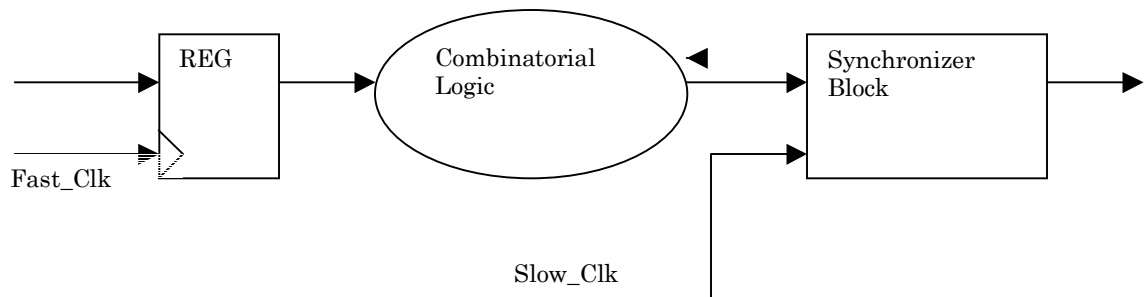 REG
Combinatorial
Logic
Synchronizer
Block
Fast_Clk
Slow_Clk